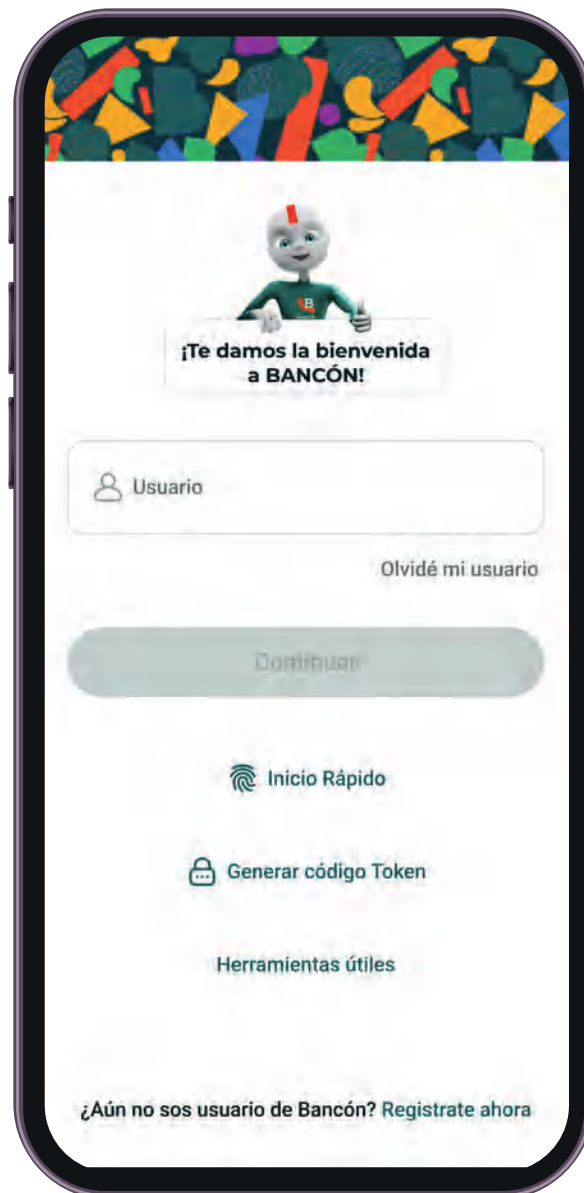 B
¡Te damos la bienvenida
a BANCÓN!
Usuario
Olvidé mi usuario
Continuar
Inicio Rápido
Generar código Token
Herramientas útiles
¿Aún no sos usuario de Bancón? Registrate ahora